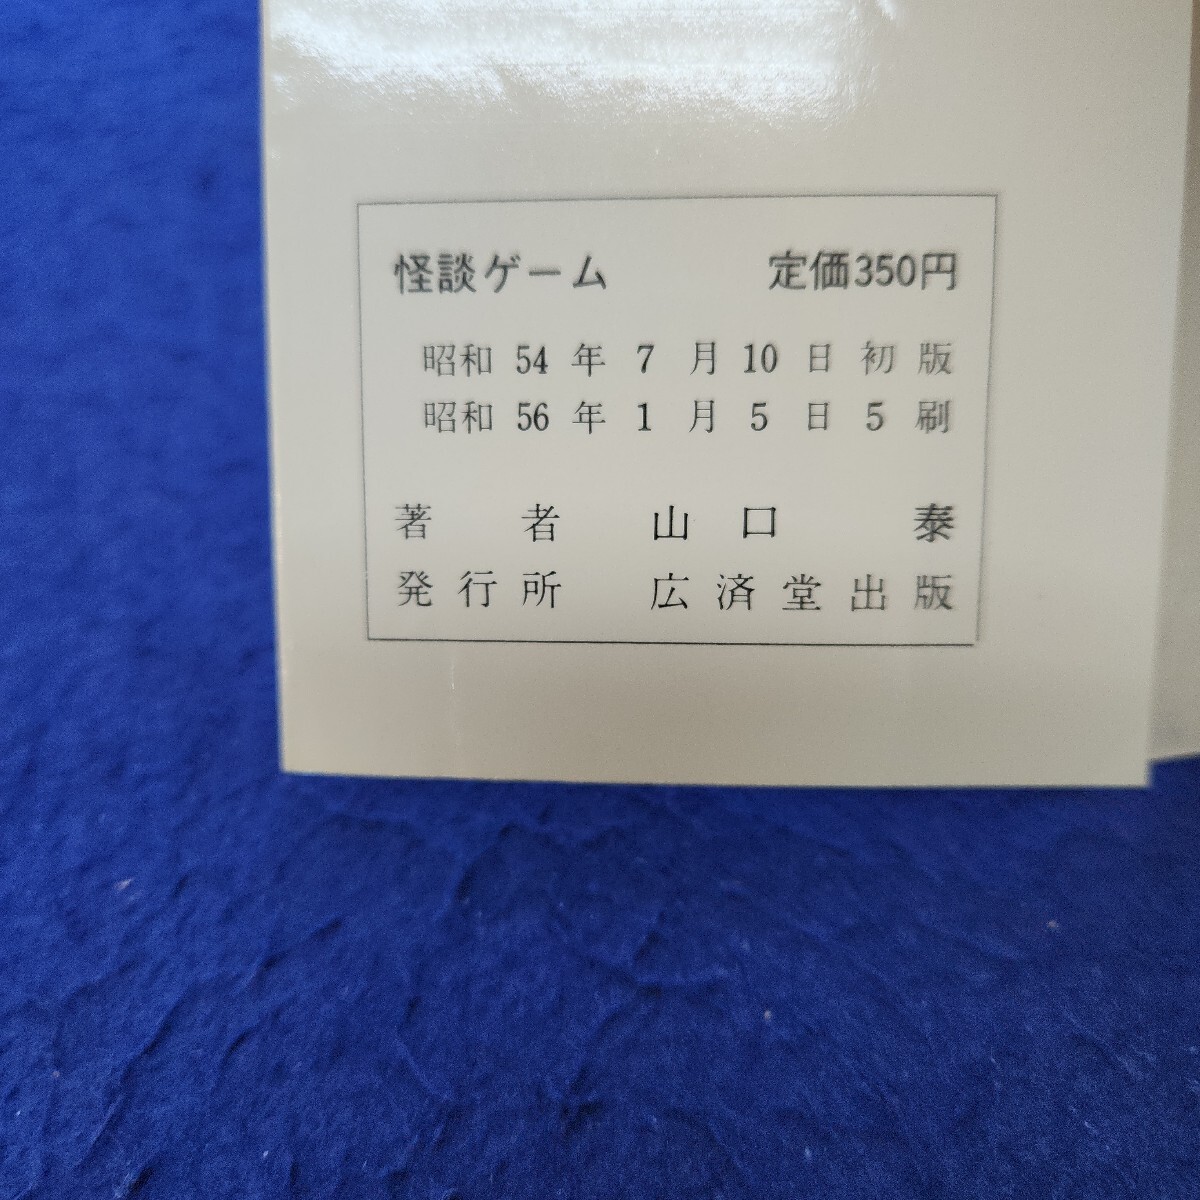 怪談ゲーム 定価350円
昭和 54 年 7 月 10 日 初 版
昭和 56 年 1 月 5 日 5 刷
著 者 山 口 泰
発 行 所 広 済 堂 出 版